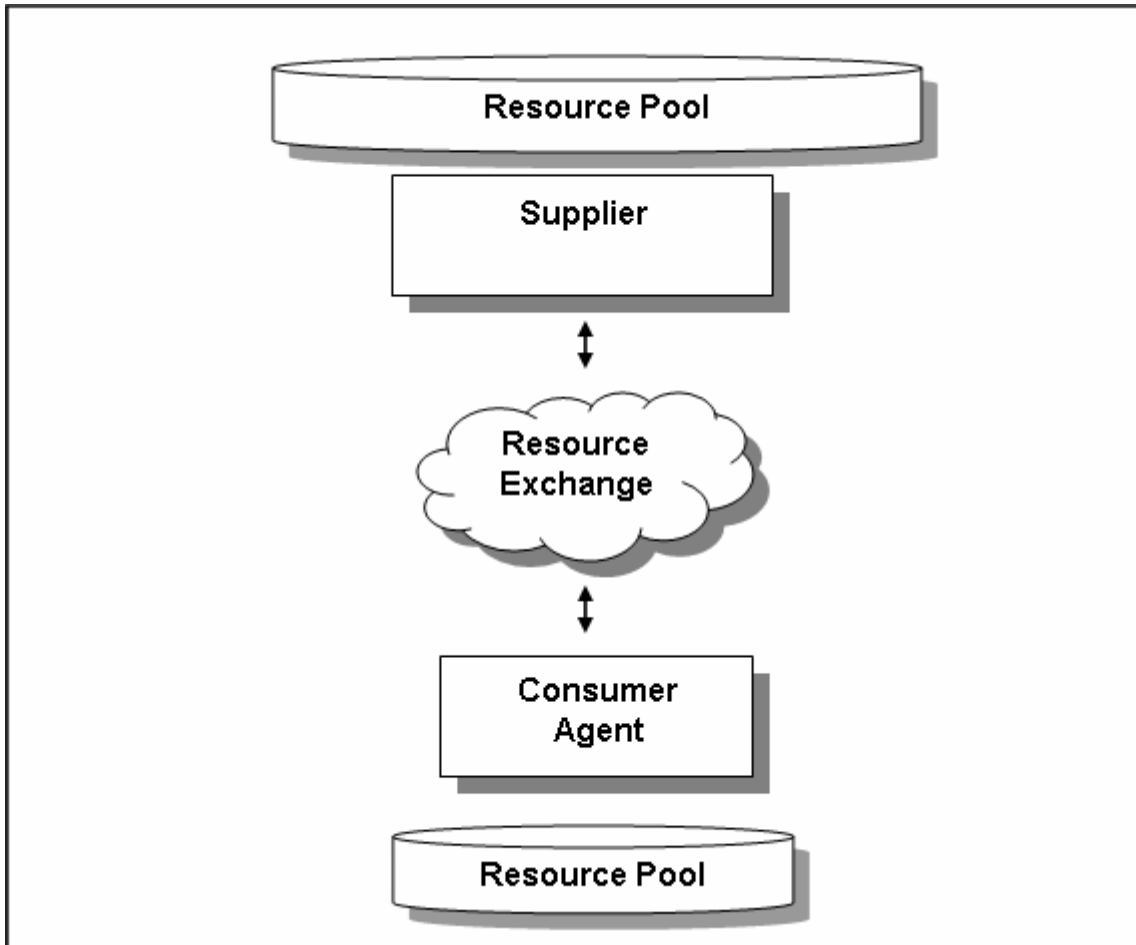 Resource Pool
Supplier
Resource
Exchange
Consumer
Agent
Resource Pool